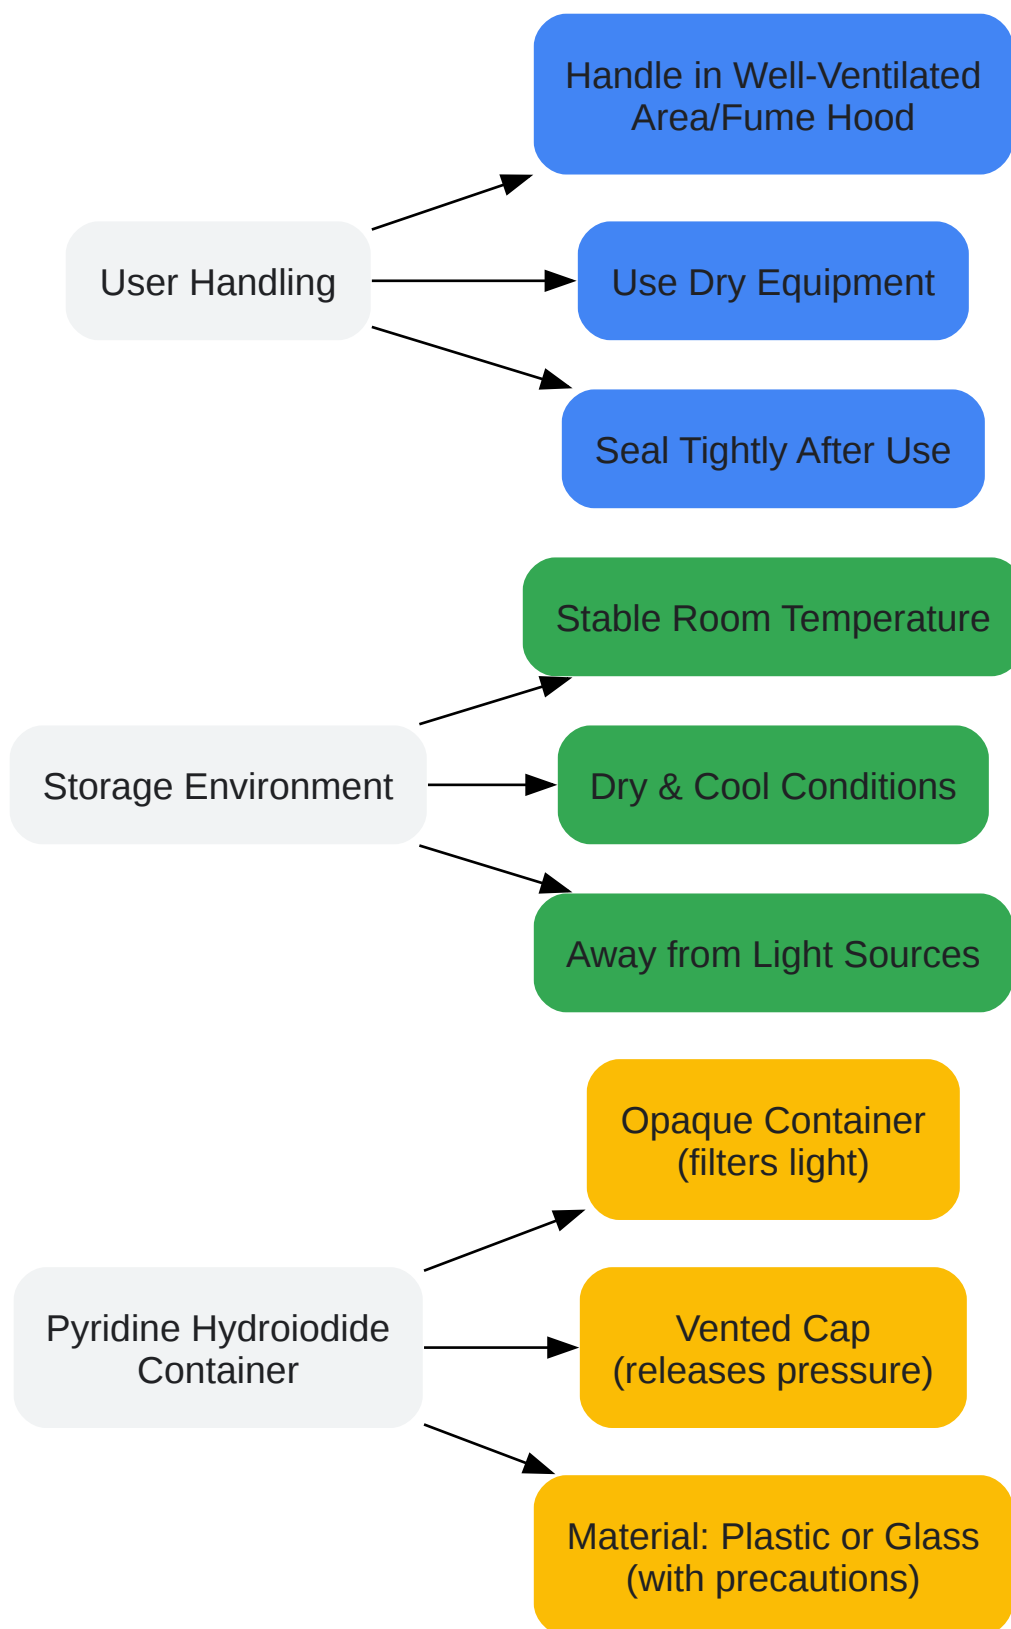 Handle in Well-Ventilated
Area/Fume Hood
User Handling
Use Dry Equipment
Seal Tightly After Use
Stable Room Temperature
Storage Environment
Dry & Cool Conditions
Away from Light Sources
Opaque Container
(filters light)
Pyridine Hydroiodide
Container
Vented Cap
(releases pressure)
Material: Plastic or Glass
(with precautions)